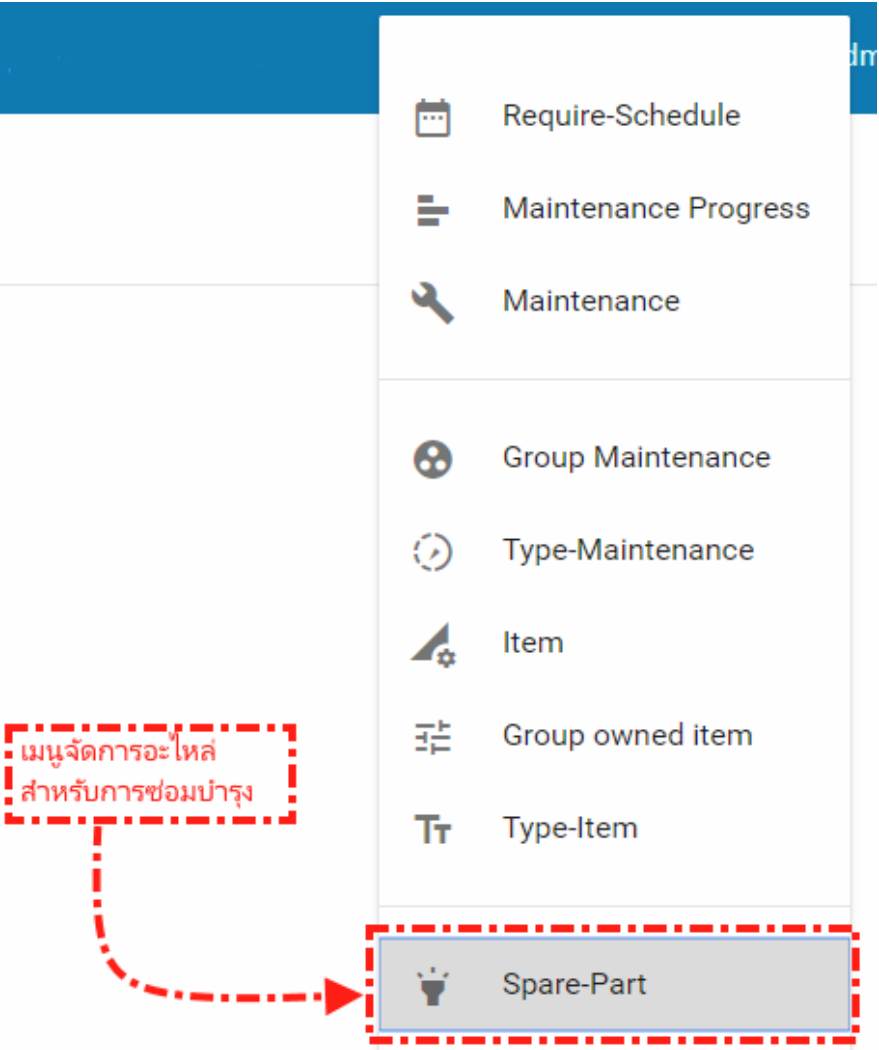 Require-Schedule
Maintenance Progress
Maintenance
Group Maintenance
Type-Maintenance
Item
Group owned item
Type-Item
เมนูจัดการอะไหล่
สำหรับการซ่อมบำรุง
Spare-Part